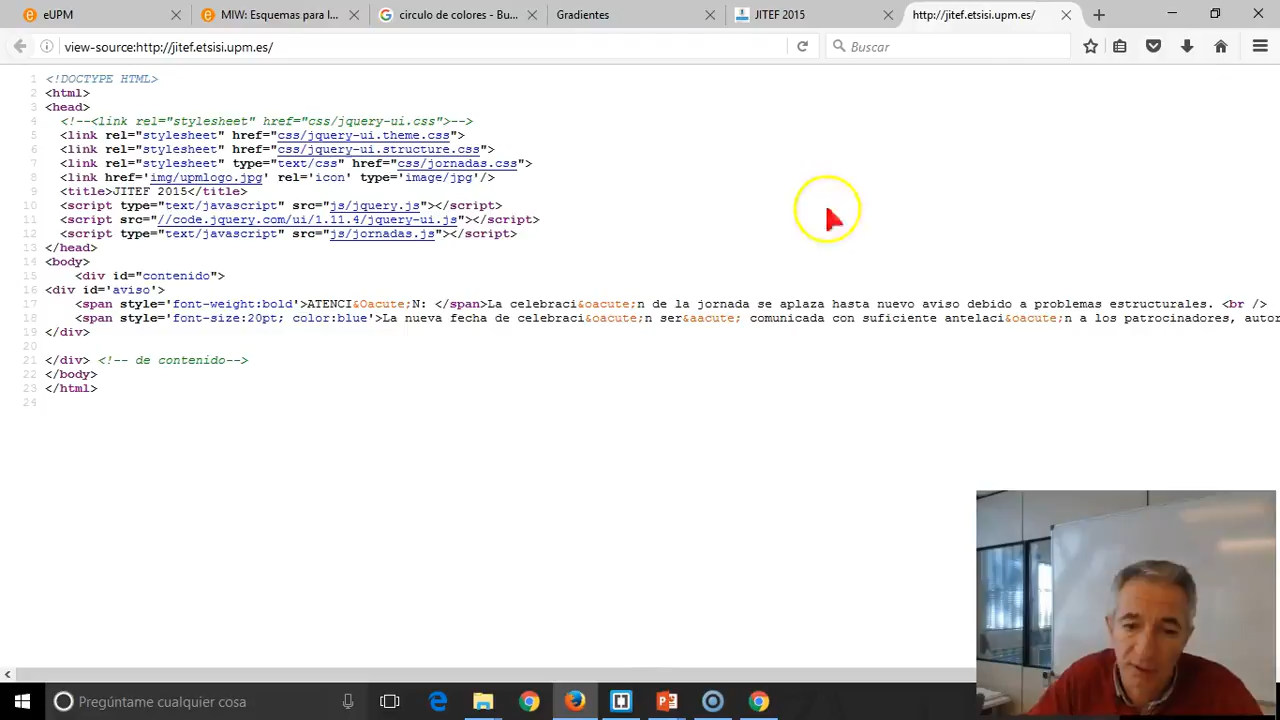 eUPM
MIW: Esquemas para l...
circulo de colores - Bu...
Gradientes
JITEF 2015
http://jitef.etsisi.upm.es/
view-source:http://jitef.etsisi.upm.es/
Buscar
1 <!DOCTYPE HTML>
2 <html>
3 <head>
4 <!--<link rel="stylesheet" href="css/jquery-ui.css">-->
5 <link rel="stylesheet" href="css/jquery-ui.theme.css">
6 <link rel="stylesheet" href="css/jquery-ui.structure.css">
7 <link rel="stylesheet" type="text/css" href="css/jornadas.css">
8 <link href='img/upmlogo.jpg' rel='icon' type='image/jpg'/>
9 <title>JITEF 2015</title>
10 <script type="text/javascript" src="js/jquery.js"></script>
11 <script src="//code.jquery.com/ui/1.11.4/jquery-ui.js"></script>
12 <script type="text/javascript" src="js/jornadas.js"></script>
13 </head>
14 <body>
15 <div id="contenido">
16 <div id='aviso'>
17 <span style='font-weight:bold'>ATENCI&Oacute;N: </span>La celebraci&oacute;n de la jornada se aplaza hasta nuevo aviso debido a problemas estructurales. <br />
18 <span style='font-size:20pt; color:blue'>La nueva fecha de celebraci&oacute;n ser&aacute; comunicada con suficiente antelaci&oacute;n a los patrocinadores, autor
19 </div>
20
21 </div> <!-- de contenido-->
22 </body>
23 </html>
24
Pregúntame cualquier cosa